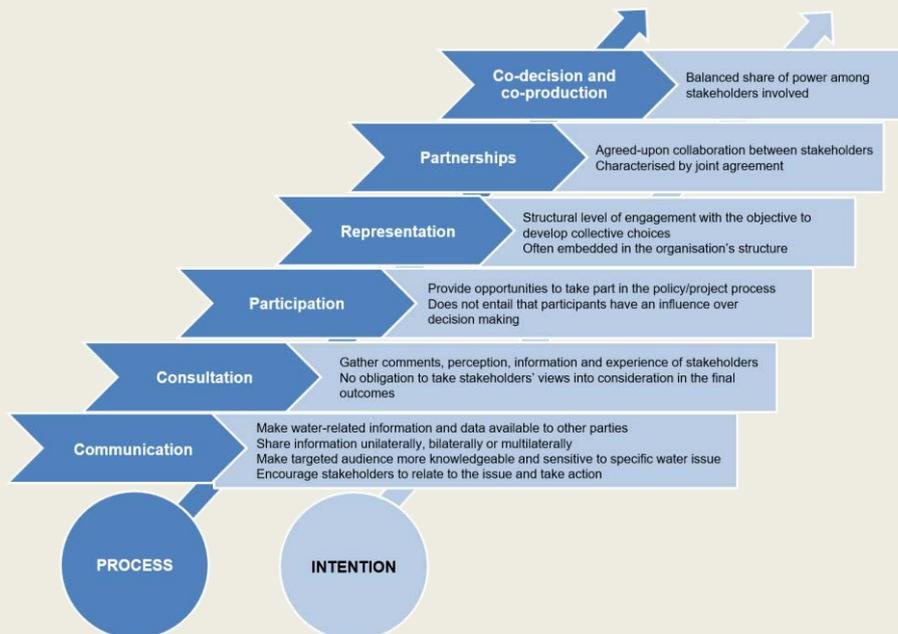 Co-decision and
co-production
Balanced share of power among
stakeholders involved
Partnerships
Agreed-upon collaboration between stakeholders
Characterised by joint agreement
Representation
Structural level of engagement with the objective to
develop collective choices
Often embedded in the organisation's structure
Participation
Provide opportunities to take part in the policy/project process
Does not entail that participants have an influence over
decision making
Consultation
Gather comments, perception, information and experience of stakeholders
No obligation to take stakeholders' views into consideration in the final
outcomes
Communication
Make water-related information and data available to other parties
Share information unilaterally, bilaterally or multilaterally
Make targeted audience more knowledgeable and sensitive to specific water issue
Encourage stakeholders to relate to the issue and take action
PROCESS
INTENTION